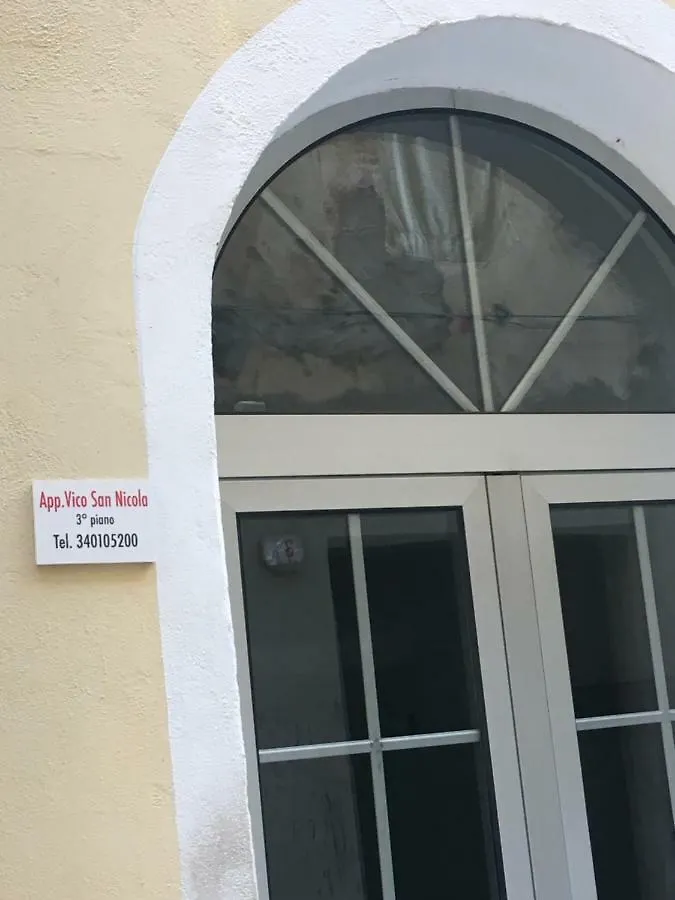 App.Vico San Nicola
3° piano
Tel. 340105200